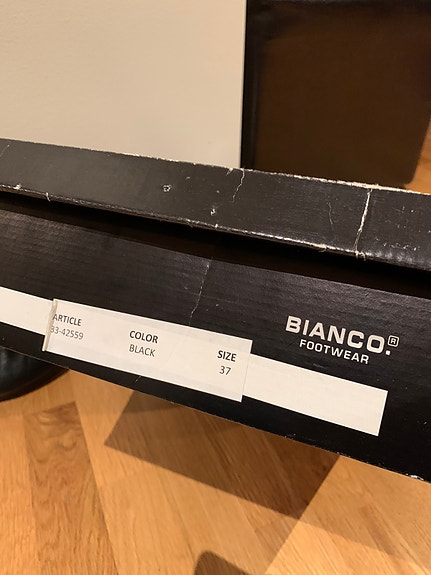 ARTICLE
33-42559
COLOR
BLACK
SIZE
37
BIANCO.®
FOOTWEAR